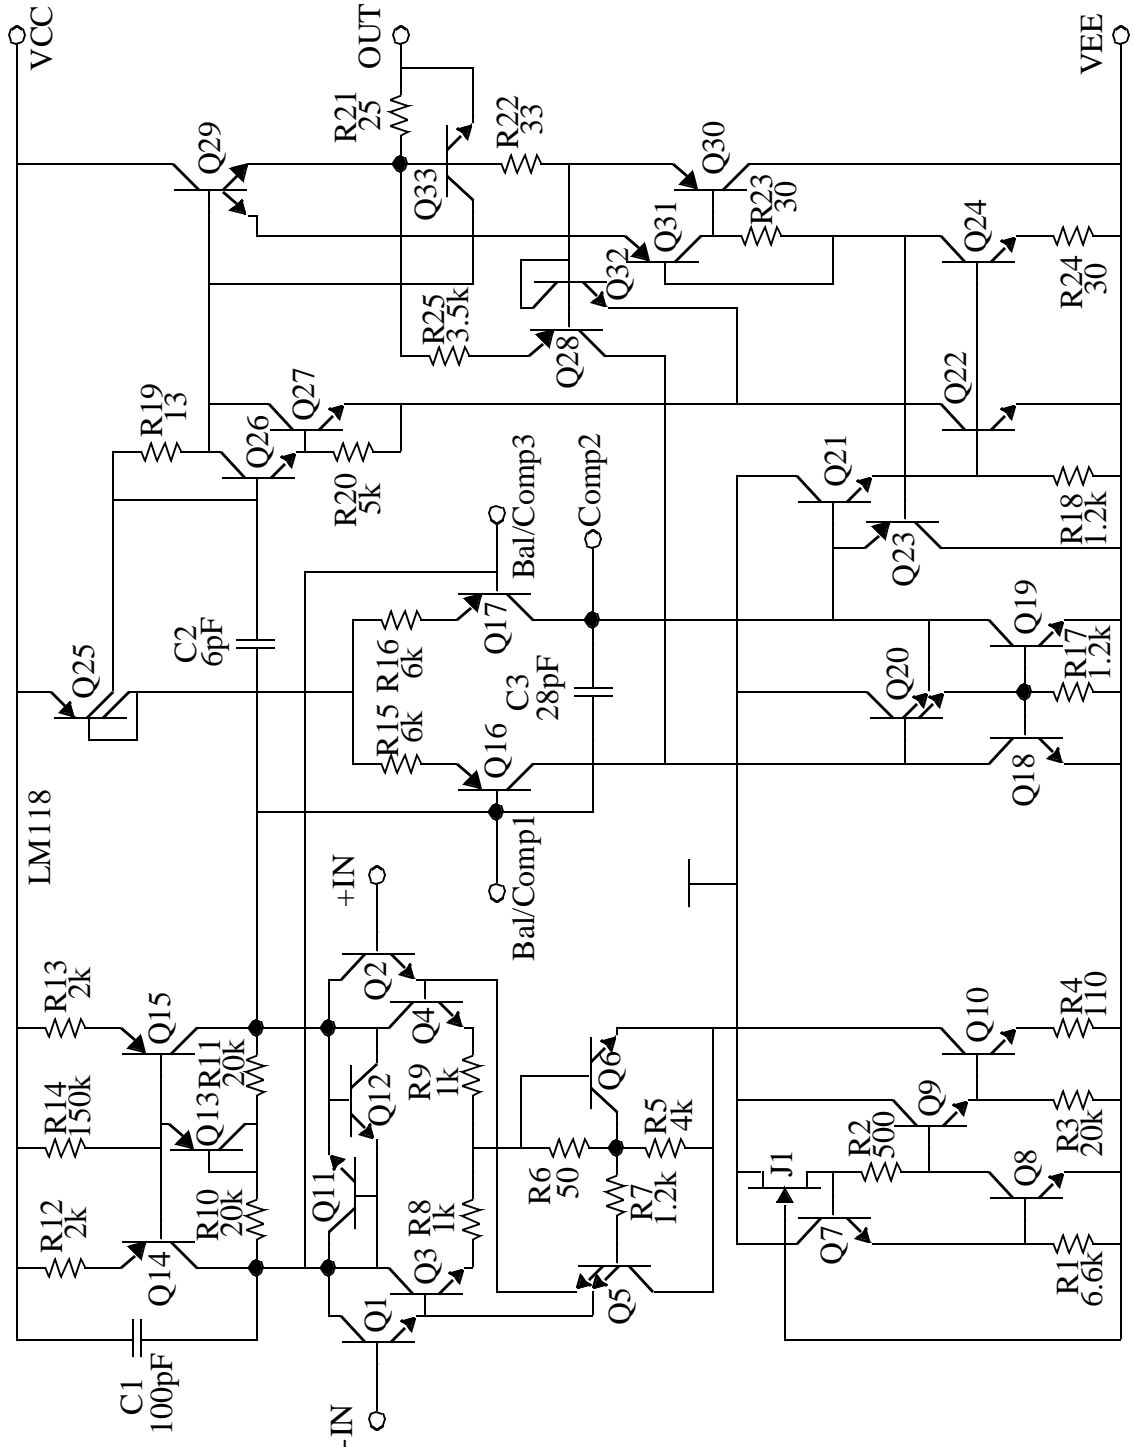 LM118
VCC
C1
100pF
R12
2k
R14
150k
R13
2k
Q14
Q13
Q15
R10
20k
R11
20k
-IN
+IN
Q1
Q11
Q12
Q2
Q3
Q4
R8
1k
R9
1k
R6
50
Q6
R7
1.2k
R5
4k
Q5
J1
Q7
R2
500
Q9
Q8
Q10
R1
6.6k
R3
20k
R4
110
Q25
C2
6pF
R15
6k
R16
6k
Q16
Q17
Bal/Comp1
Bal/Comp3
C3
28pF
Comp2
Q20
Q18
Q19
R17
1.2k
R19
13
Q26
Q27
R20
5k
Q21
Q23
Q22
R18
1.2k
R25
3.5k
Q28
Q32
Q29
R21
25
OUT
Q33
R22
33
Q31
Q30
R23
30
Q24
R24
30
VEE